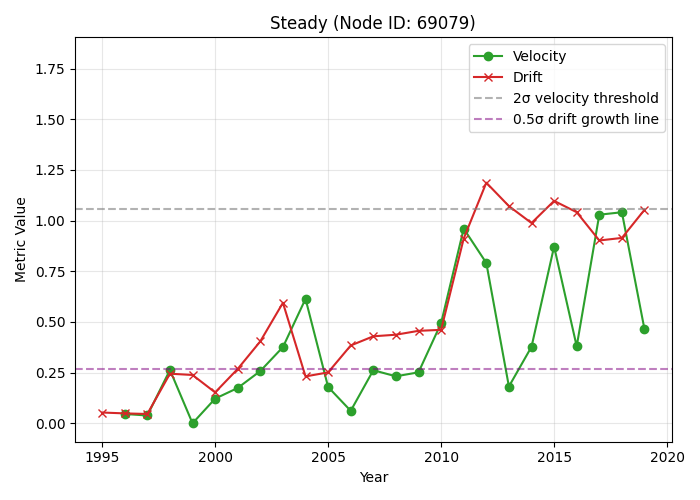 Steady (Node ID: 69079)
Velocity
Drift
2σ velocity threshold
0.5σ drift growth line
Metric Value
1.75
1.50
1.25
1.00
0.75
0.50
0.25
0.00
1995
2000
2005
2010
2015
2020
Year